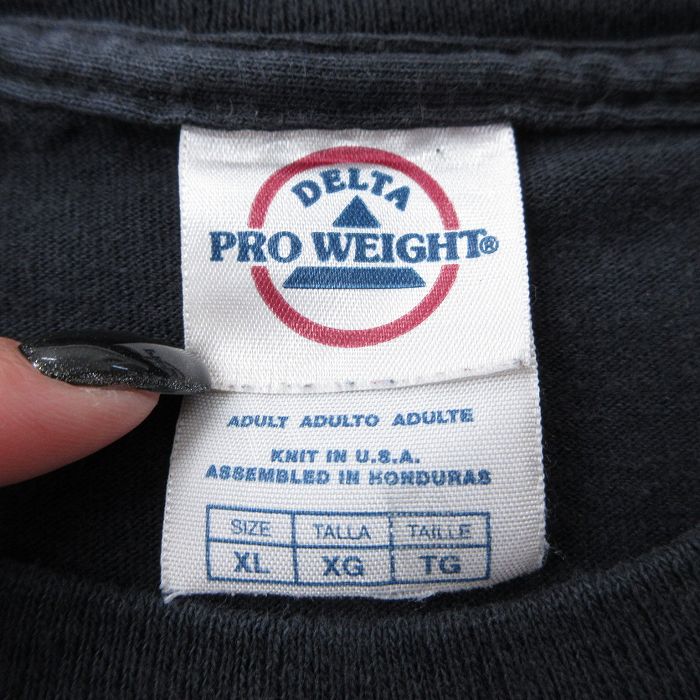 DELTA
PRO WEIGHT®
ADULT ADULTO ADULTE
KNIT IN U.S.A.
ASSEMBLED IN HONDURAS
SIZE TALLA TAILLE
XL XG TG